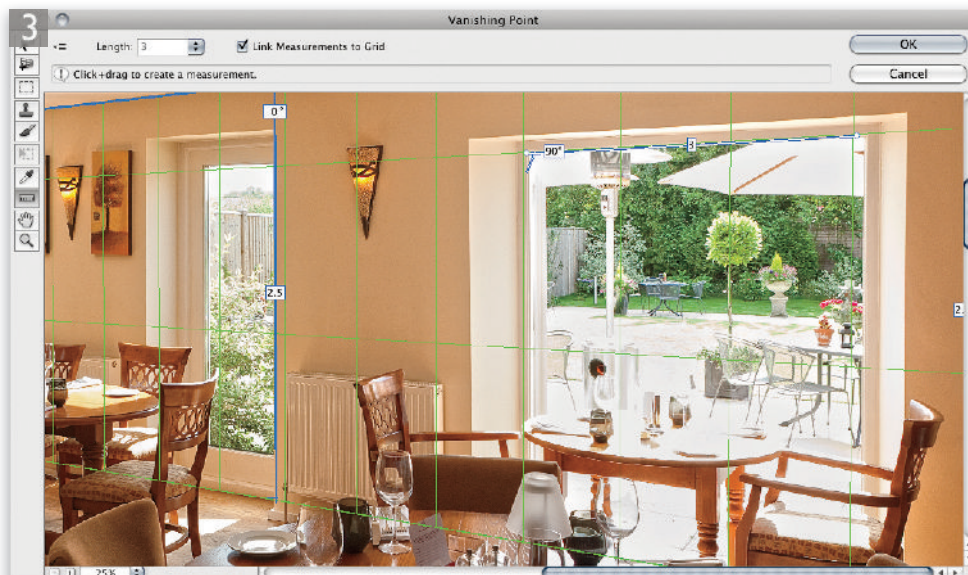 3
Vanishing Point
Length: 3
Link Measurements to Grid
OK
Click+drag to create a measurement.
Cancel
0°
90°
3
2.5
2.
25%